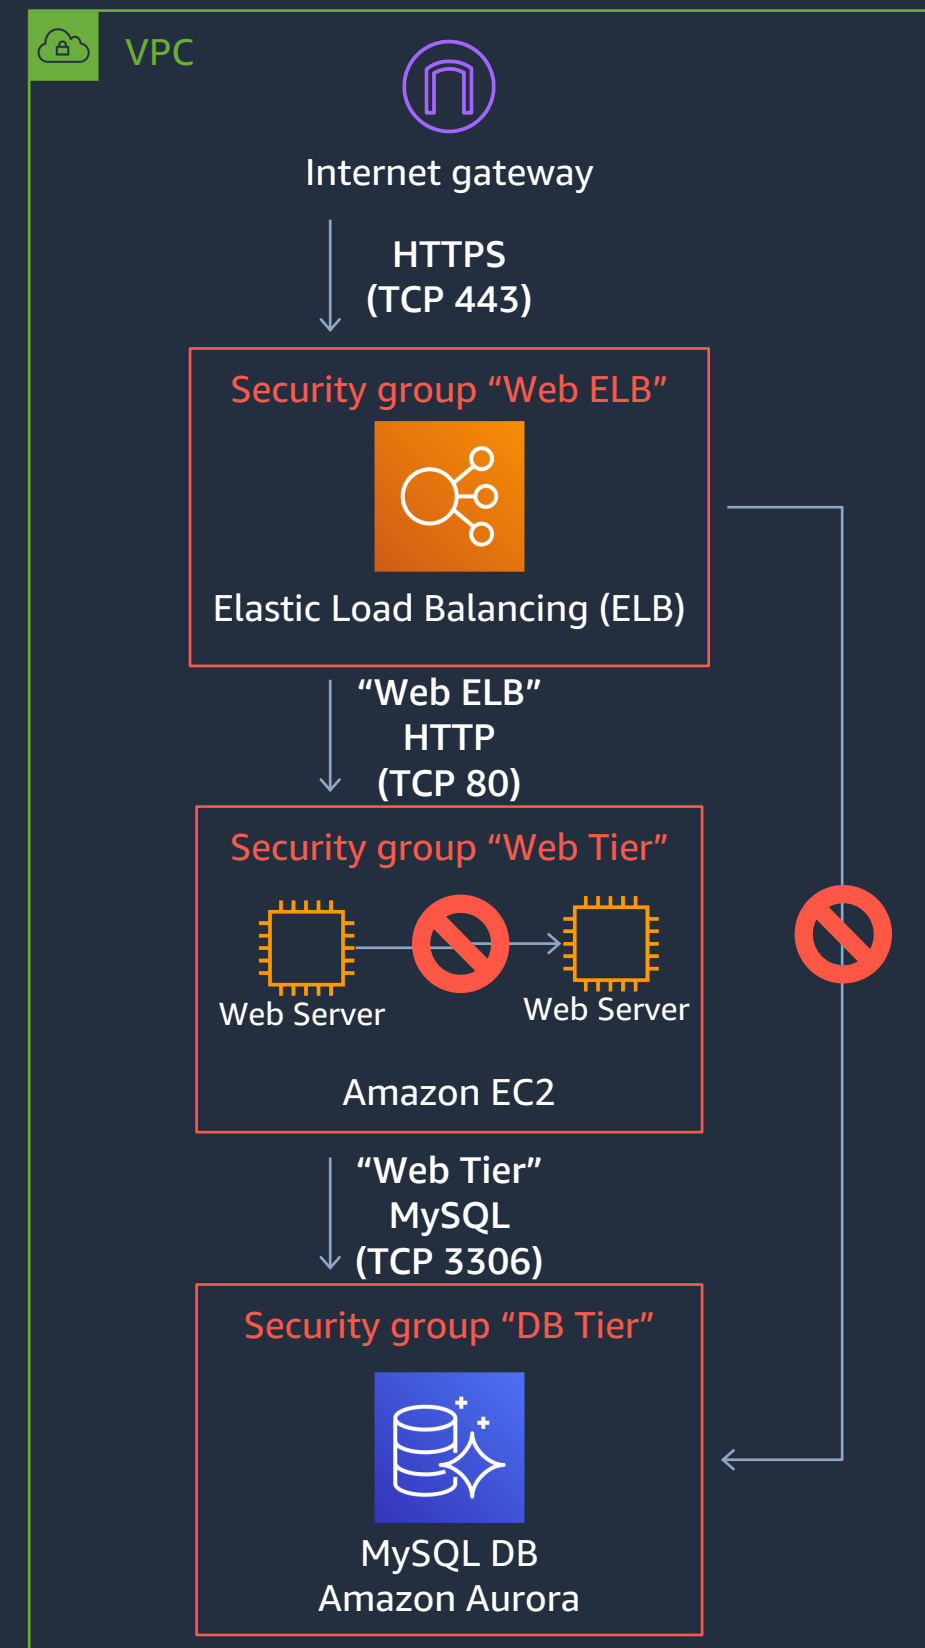 VPC
Internet gateway
HTTPS
(TCP 443)
Security group “Web ELB”
Elastic Load Balancing (ELB)
“Web ELB”
HTTP
(TCP 80)
Security group “Web Tier”
Web Server
Web Server
Amazon EC2
“Web Tier”
MySQL
(TCP 3306)
Security group “DB Tier”
MySQL DB
Amazon Aurora